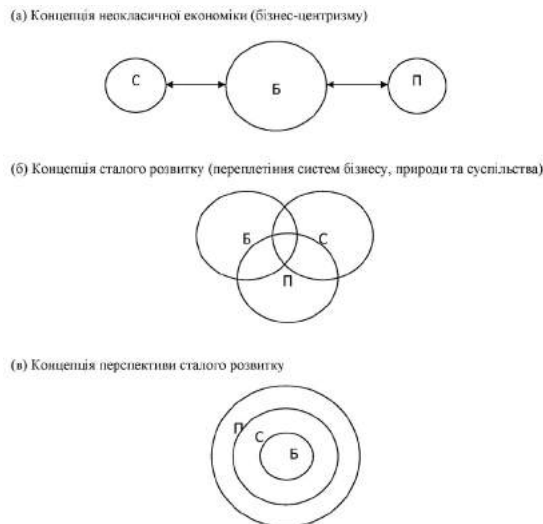 (а) Концепція неокласичної економіки (бізнес-центризму)
С
Б
П
(б) Концепція сталого розвитку (переплетіння систем бізнесу, природи та суспільства)
Б
С
П
(в) Концепція перспективи сталого розвитку
П
С
Б